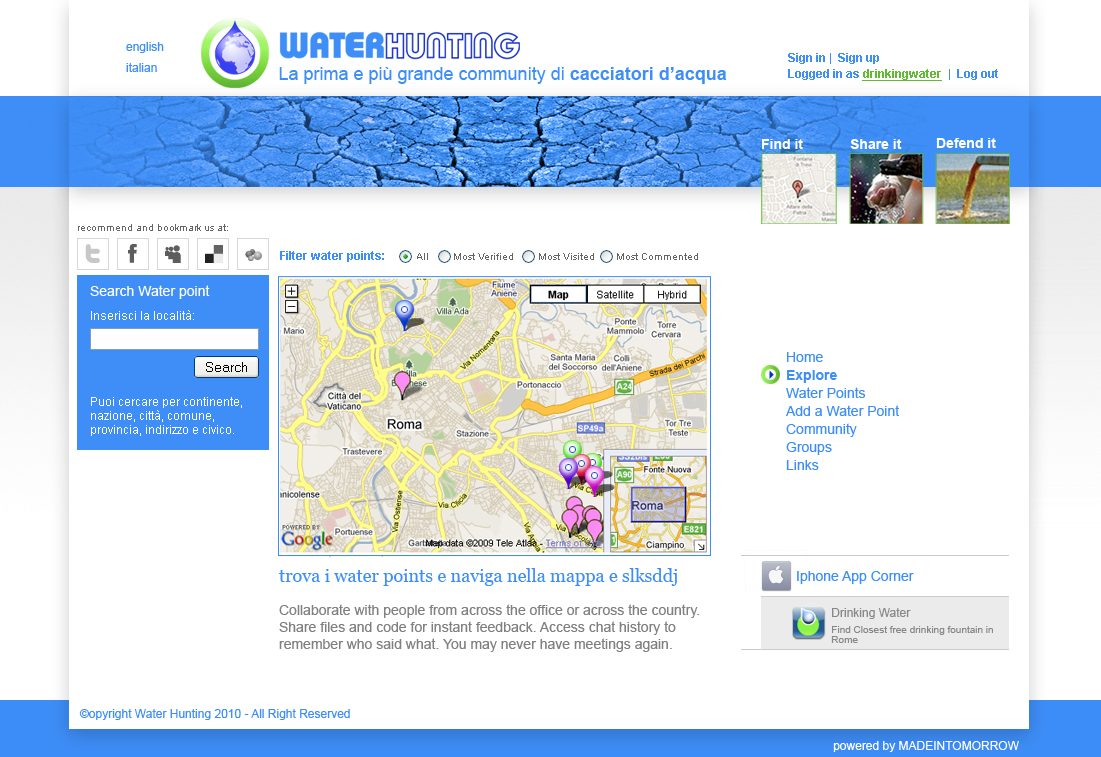 english
italian
WATERHUNTING
La prima e più grande community di cacciatori d'acqua
Sign in | Sign up
Logged in as drinkingwater | Log out
Find it
Share it
Defend it
recommend and bookmark us at:
Search Water point
Inserisci la località:
Search
Puoi cercare per continente,
nazione, città, comune,
provincia, indirizzo e civico.
Filter water points: All Most Verified Most Visited Most Commented
Map Satellite Hybrid
Fiume
Aniene
Villa Ada
Mario
Ponte
Mammolo
Torre
Cervara
Via Nomentana
Santa Maria
del Soccorso
Colli
dell'Aniene
Strada dei Parchi
Portonaccio
A24
Villa
Città del
Vaticano
Roma
SP49a
Tor Tre
Teste
Stazione
Trastevere
nicolense
Via Ostiense
Via Clicia
Fonte Nuova
A90
Roma
E821
Ciampino
Portuense
POWERED BY
Google
Map data ©2009 Tele Atlas - Terms of
trova i water points e naviga nella mappa e slksddj
Collaborate with people from across the office or across the country.
Share files and code for instant feedback. Access chat history to
remember who said what. You may never have meetings again.
Home
Explore
Water Points
Add a Water Point
Community
Groups
Links
Iphone App Corner
Drinking Water
Find Closest free drinking fountain in
Rome
©opyright Water Hunting 2010 - All Right Reserved
powered by MADEINTOMORROW